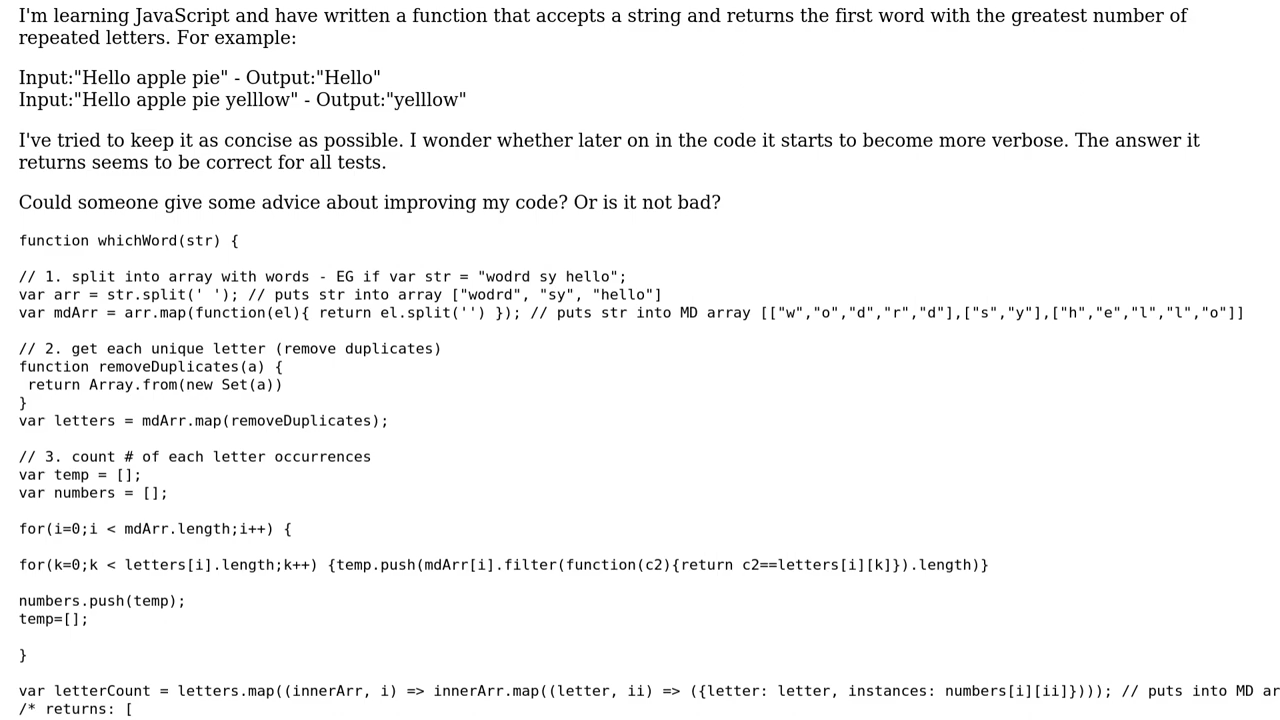 I'm learning JavaScript and have written a function that accepts a string and returns the first word with the greatest number of
repeated letters. For example:
Input:"Hello apple pie" - Output:"Hello"
Input:"Hello apple pie yelllow" - Output:"yelllow"
I've tried to keep it as concise as possible. I wonder whether later on in the code it starts to become more verbose. The answer it
returns seems to be correct for all tests.
Could someone give some advice about improving my code? Or is it not bad?
function whichWord(str) {
// 1. split into array with words - EG if var str = "wodrd sy hello";
var arr = str.split(' '); // puts str into array ["wodrd", "sy", "hello"]
var mdArr = arr.map(function(el){ return el.split('') }); // puts str into MD array [["w","o","d","r","d"],["s","y"],["h","e","l","l","o"]]
// 2. get each unique letter (remove duplicates)
function removeDuplicates(a) {
return Array.from(new Set(a))
}
var letters = mdArr.map(removeDuplicates);
// 3. count # of each letter occurrences
var temp = [];
var numbers = [];
for(i=0;i < mdArr.length;i++) {
for(k=0;k < letters[i].length;k++) {temp.push(mdArr[i].filter(function(c2){return c2==letters[i][k]}).length)}
numbers.push(temp);
temp=[];
}
var letterCount = letters.map((innerArr, i) => innerArr.map((letter, ii) => ({letter: letter, instances: numbers[i][ii]}))); // puts into MD ar
/* returns: [